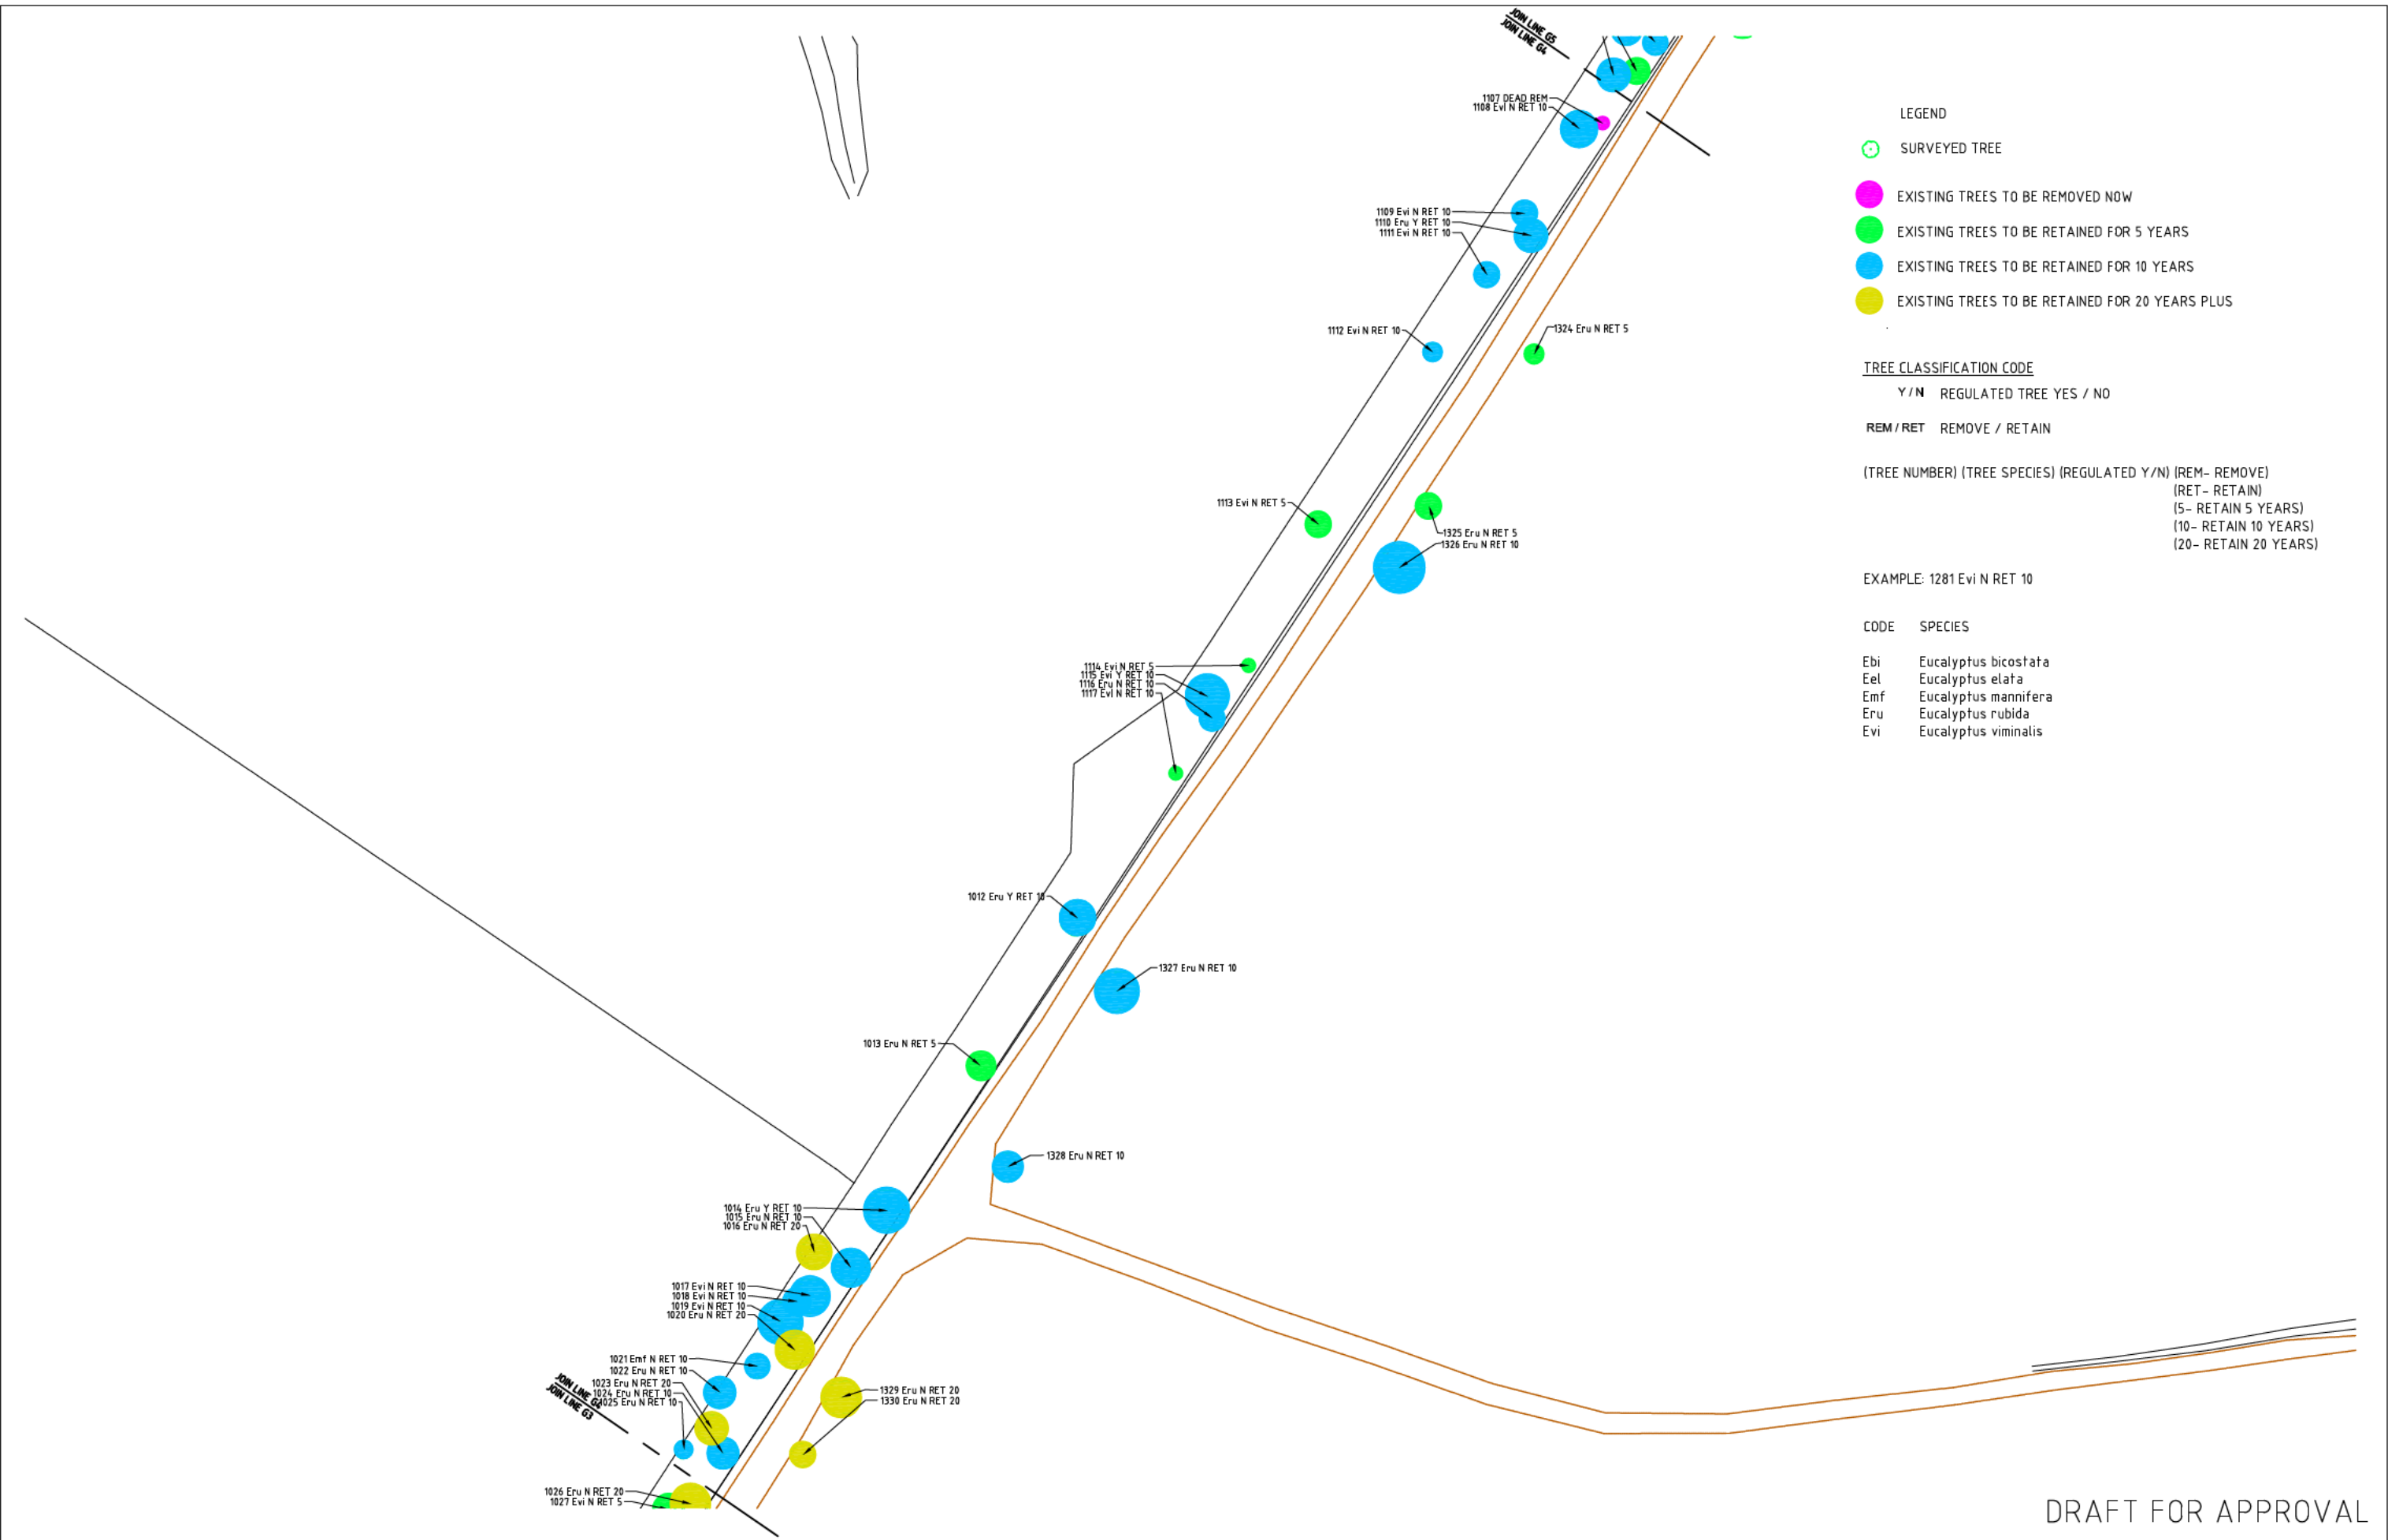 JOIN LINE G5
JOIN LINE G4
1107 DEAD REM
1108 Evi N RET 10
1109 Evi N RET 10
1110 Eru Y RET 10
1111 Evi N RET 10
1112 Evi N RET 10
1324 Eru N RET 5
1113 Evi N RET 5
1325 Eru N RET 5
1326 Eru N RET 10
1114 Evi N RET 5
1115 Evi Y RET 10
1116 Eru N RET 10
1117 Evi N RET 10
1012 Eru Y RET 10
1327 Eru N RET 10
1013 Eru N RET 5
1328 Eru N RET 10
1014 Eru Y RET 10
1015 Eru N RET 10
1016 Eru N RET 20
1017 Evi N RET 10
1018 Evi N RET 10
1019 Evi N RET 10
1020 Eru N RET 20
1021 Emf N RET 10
1022 Eru N RET 10
1023 Eru N RET 20
1024 Eru N RET 10
1025 Eru N RET 10
1329 Eru N RET 20
1330 Eru N RET 20
JOIN LINE G4
JOIN LINE G3
1026 Eru N RET 20
1027 Evi N RET 5
LEGEND
SURVEYED TREE
EXISTING TREES TO BE REMOVED NOW
EXISTING TREES TO BE RETAINED FOR 5 YEARS
EXISTING TREES TO BE RETAINED FOR 10 YEARS
EXISTING TREES TO BE RETAINED FOR 20 YEARS PLUS
TREE CLASSIFICATION CODE
Y / N REGULATED TREE YES / NO
REM / RET REMOVE / RETAIN
(TREE NUMBER) (TREE SPECIES) (REGULATED Y/N) (REM- REMOVE)
(RET- RETAIN)
(5- RETAIN 5 YEARS)
(10- RETAIN 10 YEARS)
(20- RETAIN 20 YEARS)
EXAMPLE: 1281 Evi N RET 10
CODE SPECIES
Ebi Eucalyptus bicostata
Eel Eucalyptus elata
Emf Eucalyptus mannifera
Eru Eucalyptus rubida
Evi Eucalyptus viminalis
DRAFT FOR APPROVAL